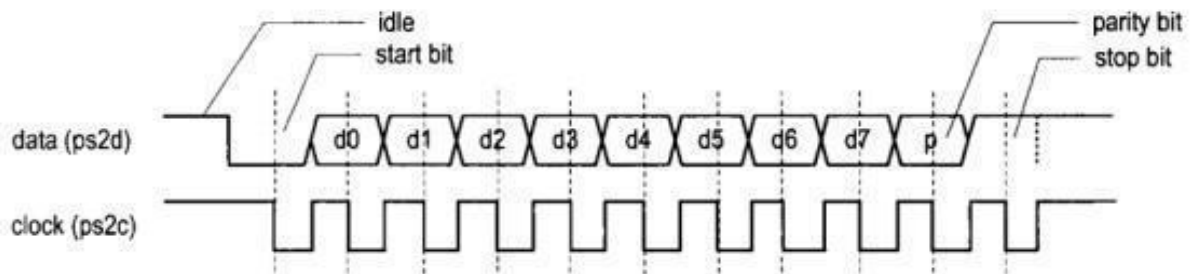 idle
parity bit
start bit
stop bit
data (ps2d)
d0 d1 d2 d3 d4 d5 d6 d7 p
clock (ps2c)